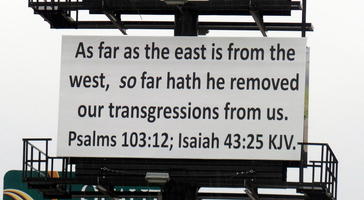 As far as the east is from the
west, so far hath he removed
our transgressions from us.
Psalms 103:12; Isaiah 43:25 KJV.